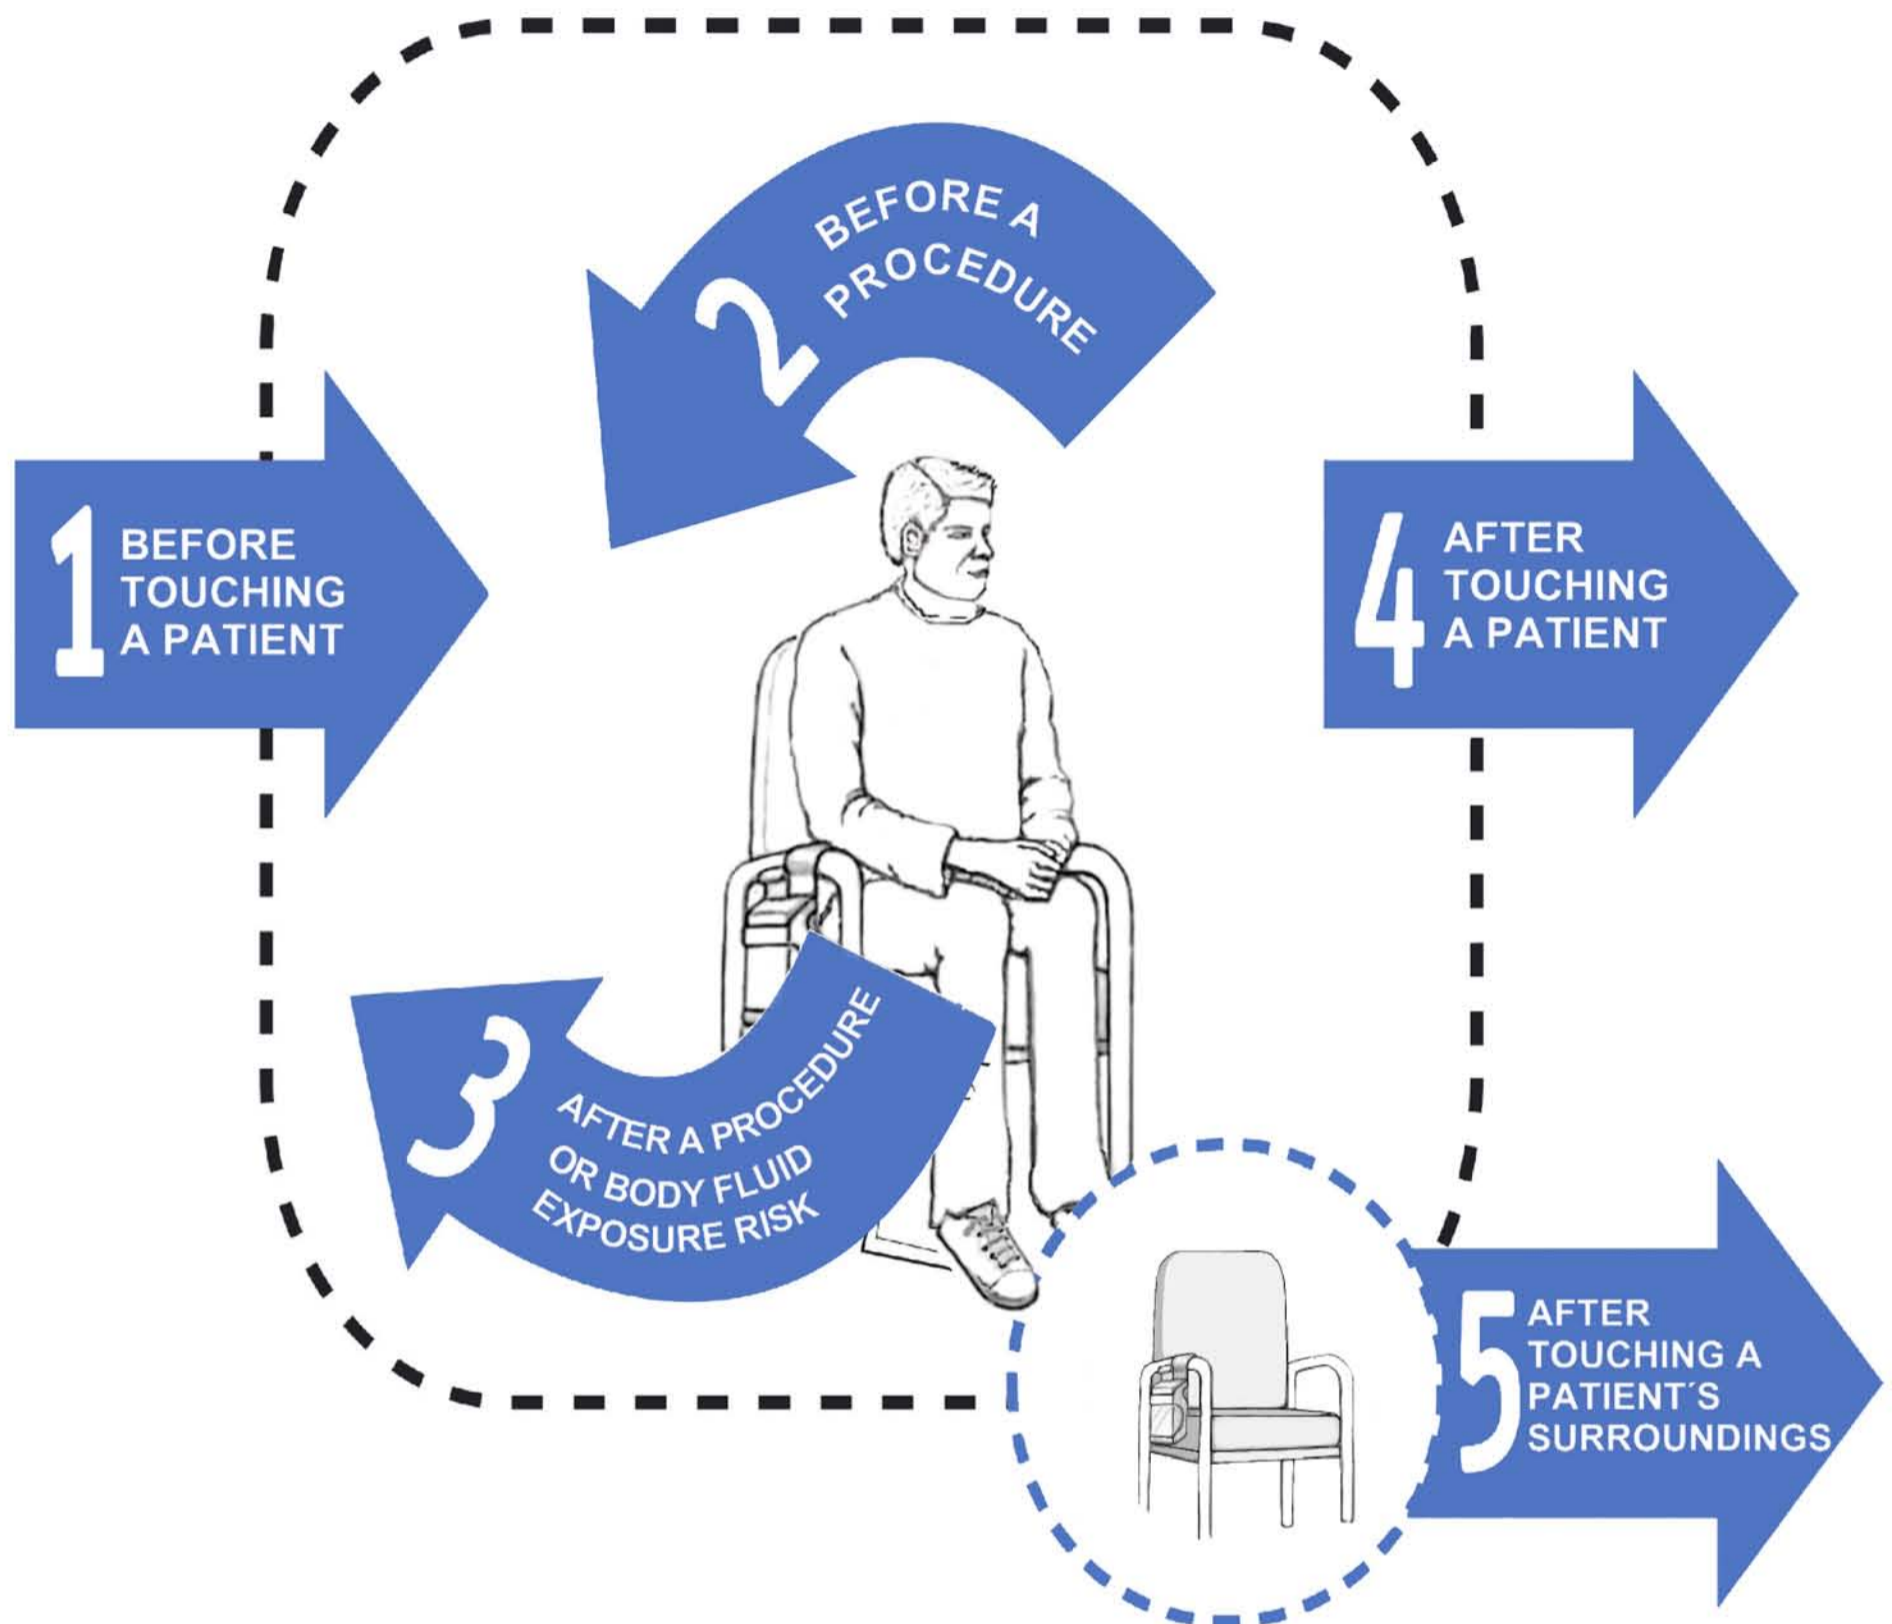 1
BEFORE
TOUCHING
A PATIENT
2
BEFORE A
PROCEDURE
3
AFTER A PROCEDURE
OR BODY FLUID
EXPOSURE RISK
4
AFTER
TOUCHING
A PATIENT
5
AFTER
TOUCHING A
PATIENT´S
SURROUNDINGS